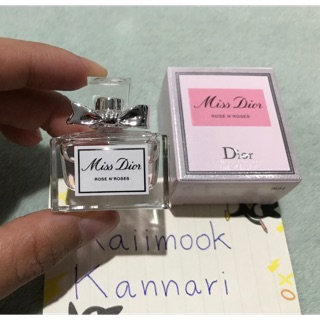 Miss Dior
ROSE N'ROSES
Miss Dior
ROSE N'ROSES
Dior
Kaiimook
Kannari